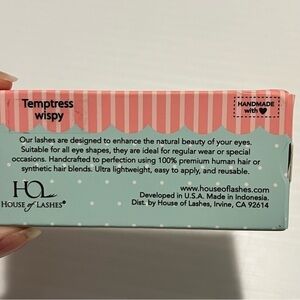 Temptress
wispy
HANDMADE
with
Our lashes are designed to enhance the natural beauty of your eyes.
Suitable for all eye shapes, they are ideal for regular wear or special
occasions. Handcrafted to perfection using 100% premium human hair or
synthetic hair blends. Ultra lightweight, easy to apply, and reusable.
HOL
HOUSE of LASHES®
www.houseoflashes.com
Developed in U.S.A. Made in Indonesia.
Dist. by House of Lashes, Irvine, CA 92614